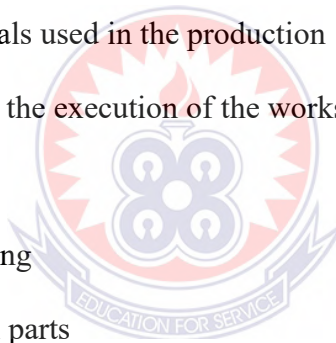 als used in the production
the execution of the works
ng
EDUCATION FOR SERVICE
parts